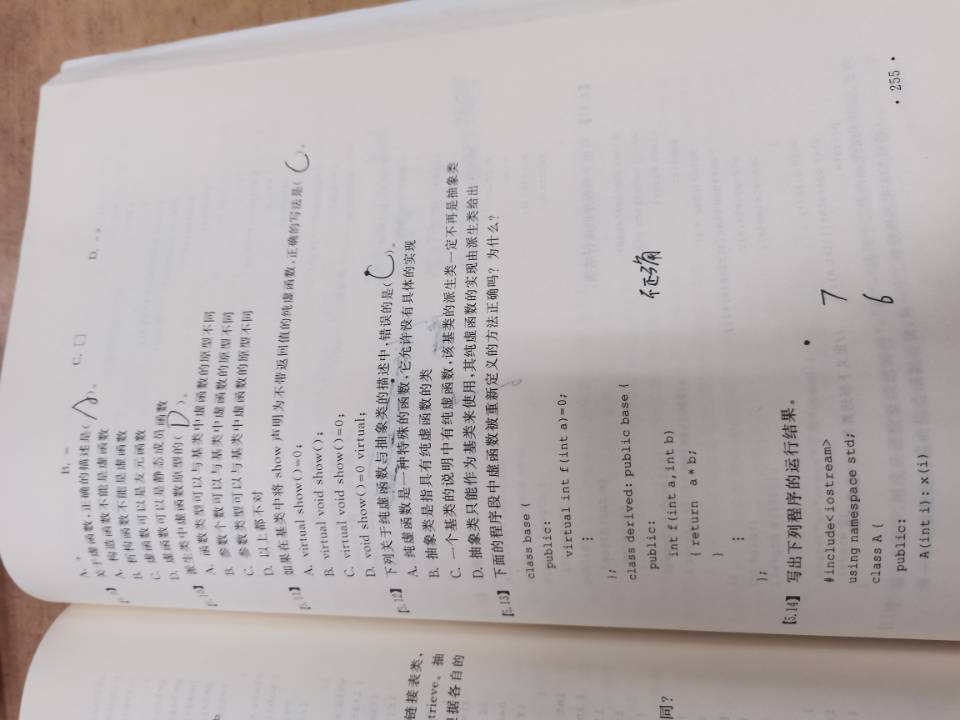 A. + B. = C. □ D. ->
【5.9】 关于虚函数,正确的描述是( A )。
A. 构造函数不能是虚函数
B. 析构函数不能是虚函数
C. 虚函数可以是友元函数
D. 虚函数可以是静态成员函数
【5.10】 派生类中虚函数原型的( D )。
A. 函数类型可以与基类中虚函数的原型不同
B. 参数个数可以与基类中虚函数的原型不同
C. 参数类型可以与基类中虚函数的原型不同
D. 以上都不对
【5.11】 如果在基类中将 show 声明为不带返回值的纯虚函数,正确的写法是( C )。
A. virtual show()=0;
B. virtual void show();
C. virtual void show()=0;
D. void show()=0 virtual;
【5.12】 下列关于纯虚函数与抽象类的描述中,错误的是( C )。
A. 纯虚函数是一种特殊的函数,它允许没有具体的实现
B. 抽象类是指具有纯虚函数的类
C. 一个基类的说明中有纯虚函数,该基类的派生类一定不再是抽象类
D. 抽象类只能作为基类来使用,其纯虚函数的实现由派生类给出
【5.13】 下面的程序段中虚函数被重新定义的方法正确吗? 为什么?
class base {
public:
virtual int f(int a)=0;
⋮
};
不正确
class derived: public base {
public:
int f(int a,int b)
{ return a*b;
}
⋮
};
【5.14】 写出下列程序的运行结果。
#include<iostream> 7
using namespace std;
class A { 6
public:
A(int i): x(i)
· 255 ·
链接表类,
trieve。抽
根据各自的
同?